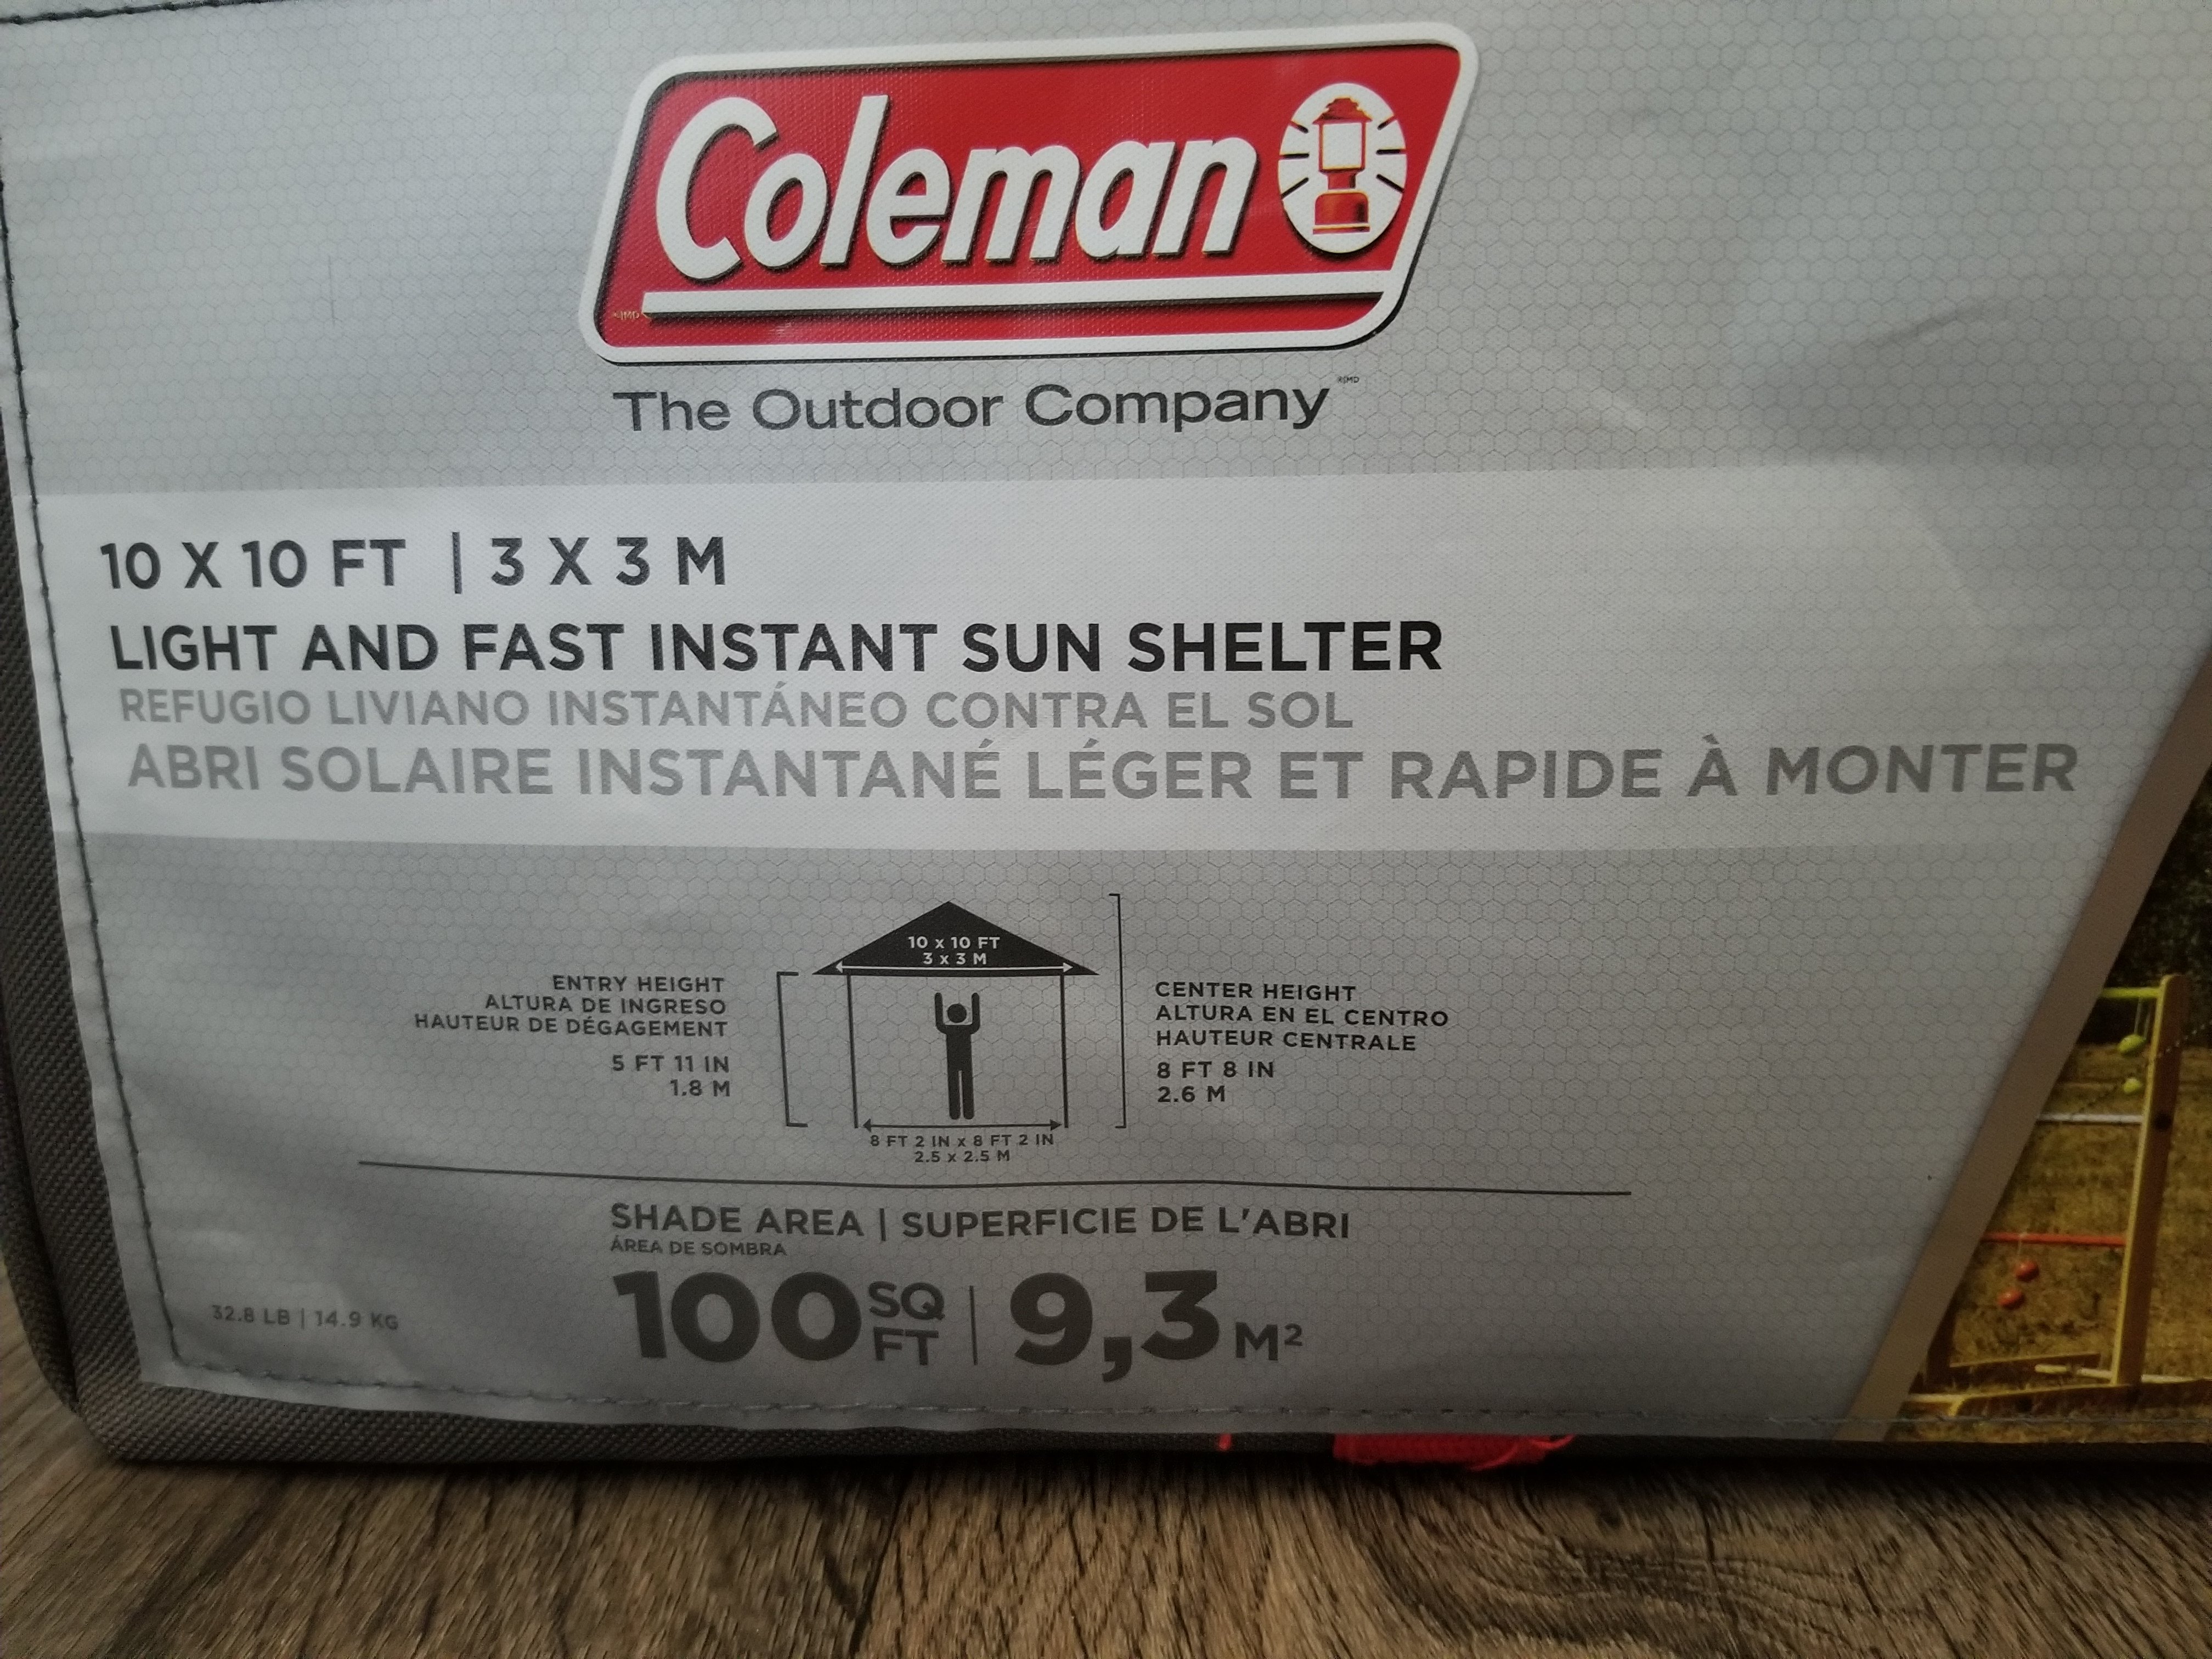 Coleman
The Outdoor Company
10 X 10 FT | 3 X 3 M
LIGHT AND FAST INSTANT SUN SHELTER
REFUGIO LIVIANO INSTANTÁNEO CONTRA EL SOL
ABRI SOLAIRE INSTANTANÉ LÉGER ET RAPIDE À MONTER
10 x 10 FT
3 x 3 M
ENTRY HEIGHT
ALTURA DE INGRESO
HAUTEUR DE DÉGAGEMENT
5 FT 11 IN
1.8 M
CENTER HEIGHT
ALTURA EN EL CENTRO
HAUTEUR CENTRALE
8 FT 8 IN
2.6 M
8 FT 2 IN x 8 FT 2 IN
2.5 x 2.5 M
SHADE AREA | SUPERFICIE DE L'ABRI
ÁREA DE SOMBRA
100 SQ FT | 9,3 M²
32.8 LB | 14.9 KG